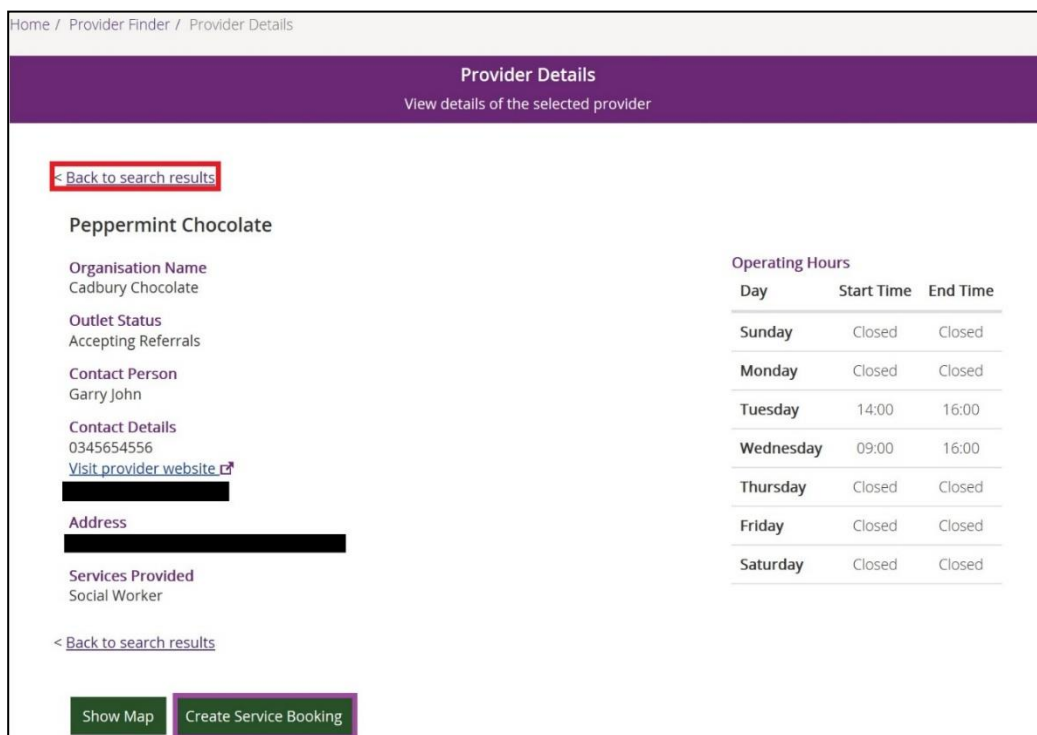 Home / Provider Finder / Provider Details
Provider Details
View details of the selected provider
< Back to search results
Peppermint Chocolate
Organisation Name
Cadbury Chocolate
Outlet Status
Accepting Referrals
Contact Person
Garry John
Contact Details
0345654556
Visit provider website
Address
Services Provided
Social Worker
< Back to search results
Show Map Create Service Booking
Operating Hours
Day Start Time End Time
Sunday Closed Closed
Monday Closed Closed
Tuesday 14:00 16:00
Wednesday 09:00 16:00
Thursday Closed Closed
Friday Closed Closed
Saturday Closed Closed